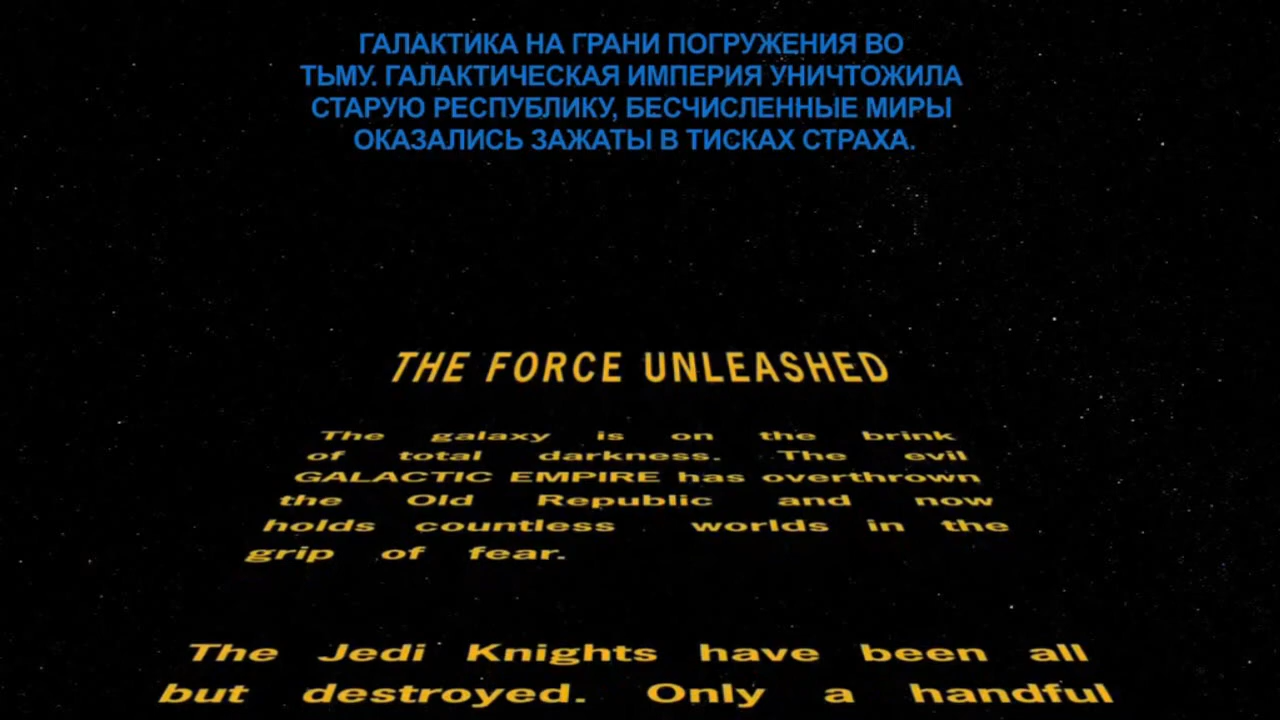 ГАЛАКТИКА НА ГРАНИ ПОГРУЖЕНИЯ ВО
ТЬМУ. ГАЛАКТИЧЕСКАЯ ИМПЕРИЯ УНИЧТОЖИЛА
СТАРУЮ РЕСПУБЛИКУ, БЕСЧИСЛЕННЫЕ МИРЫ
ОКАЗАЛИСЬ ЗАЖАТЫ В ТИСКАХ СТРАХА.
THE FORCE UNLEASHED
The galaxy is on the brink
of total darkness. The evil
GALACTIC EMPIRE has overthrown
the Old Republic and now
holds countless worlds in the
grip of fear.
The Jedi Knights have been all
but destroyed. Only a handful